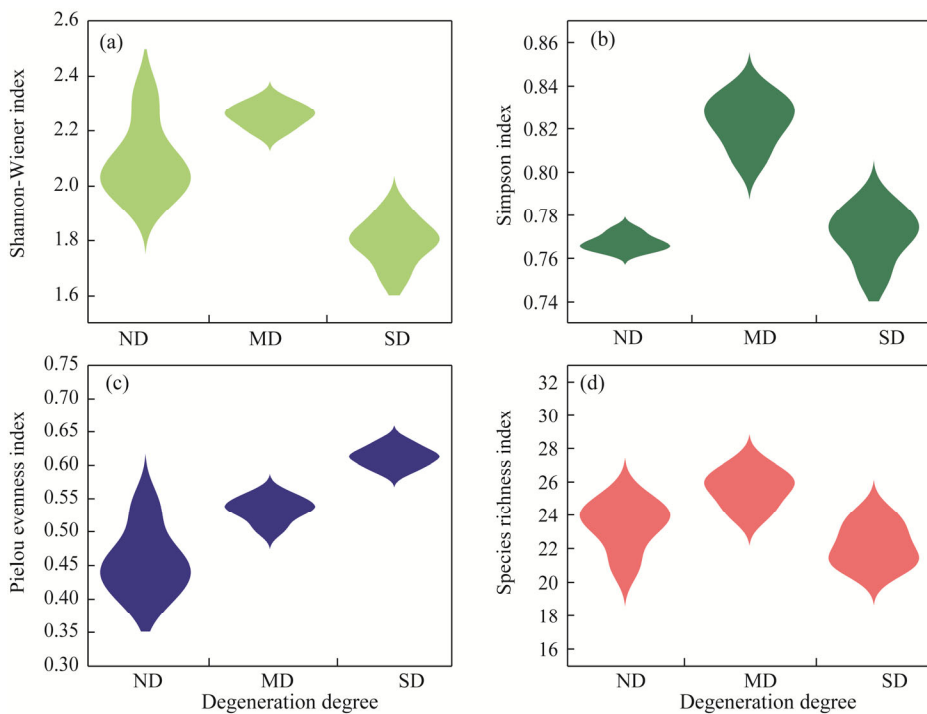 (a)
Shannon-Wiener index
2.6
2.4
2.2
2.0
1.8
1.6
ND MD SD
(b)
Simpson index
0.86
0.84
0.82
0.80
0.78
0.76
0.74
ND MD SD
(c)
Pielou evenness index
0.75
0.70
0.65
0.60
0.55
0.50
0.45
0.40
0.35
0.30
ND MD SD
Degeneration degree
(d)
Species richness index
32
30
28
26
24
22
20
18
16
ND MD SD
Degeneration degree